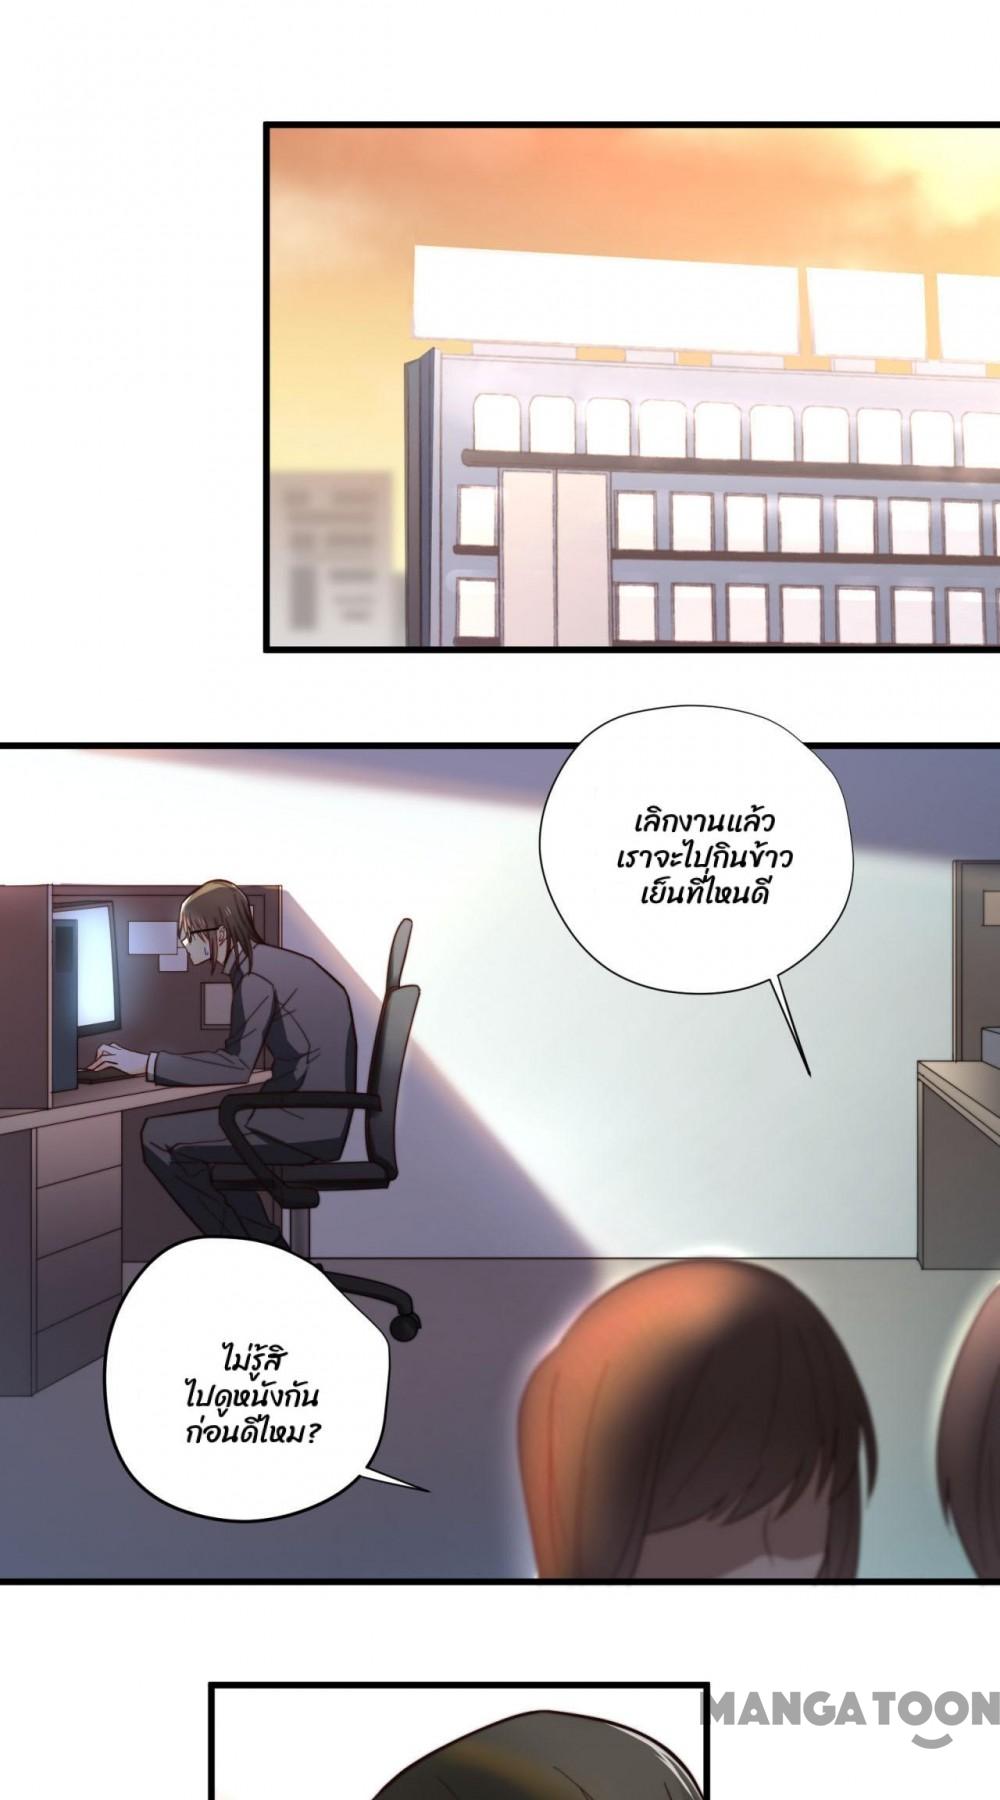 เลิกงานแล้ว
เราจะไปกินข้าว
เย็นที่ไหนดี
ไม่รู้สิ
ไปดูหนังกัน
ก่อนดีไหม?
MANGATOON